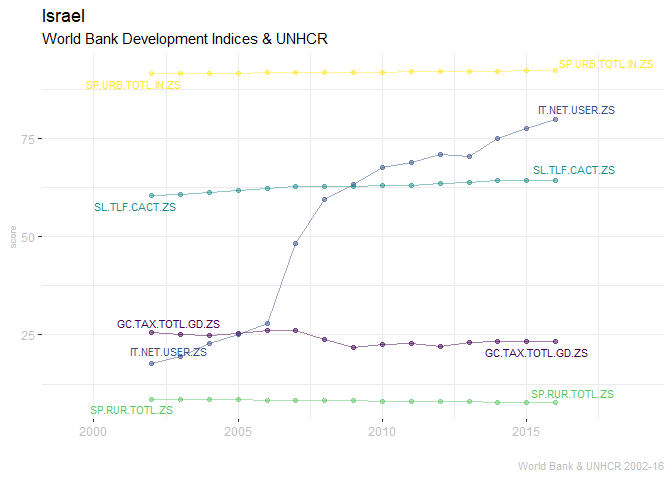 Israel
World Bank Development Indices & UNHCR
SP.URB.TOTL.IN.ZS
SP.URB.TOTL.IN.ZS
IT.NET.USER.ZS
75
SL.TLF.CACT.ZS
SL.TLF.CACT.ZS
score
50
GC.TAX.TOTL.GD.ZS
25
IT.NET.USER.ZS
GC.TAX.TOTL.GD.ZS
SP.RUR.TOTL.ZS
SP.RUR.TOTL.ZS
2000 2005 2010 2015
World Bank & UNHCR 2002-16